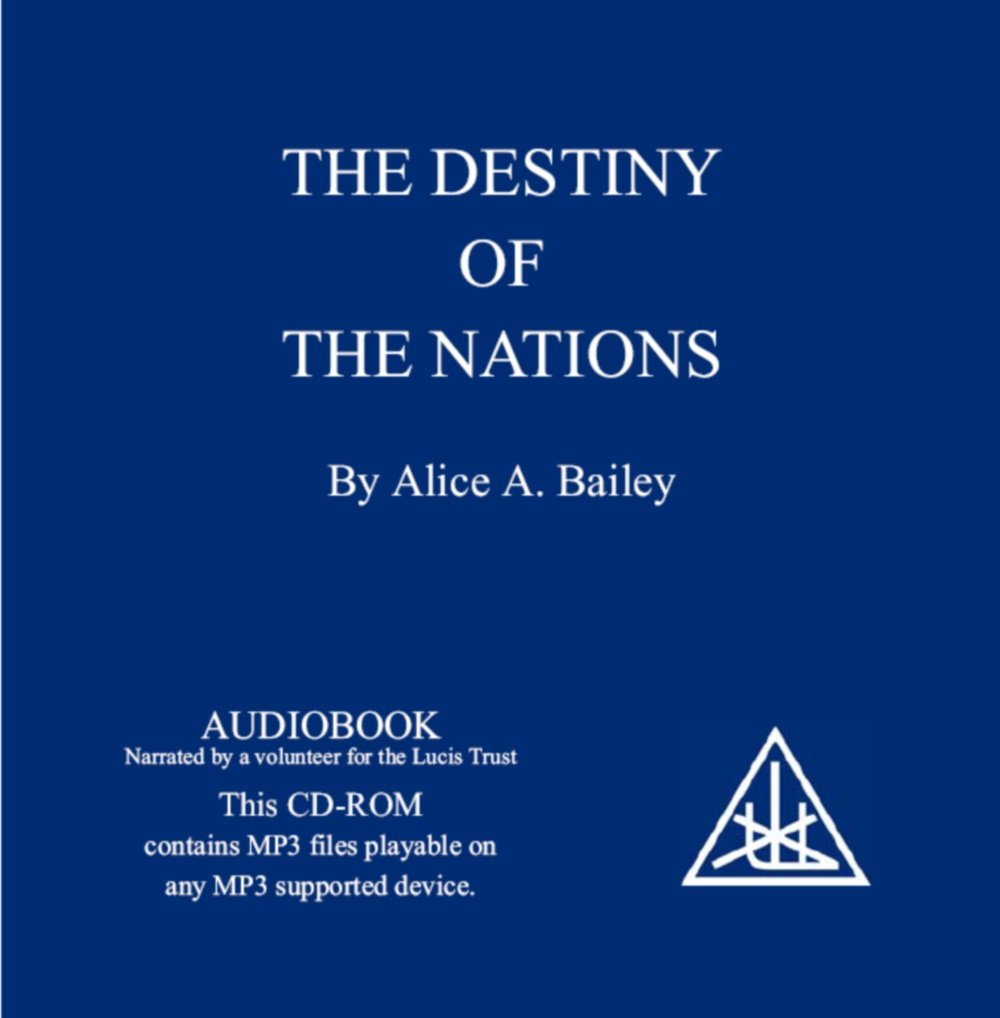 THE DESTINY
OF
THE NATIONS
By Alice A. Bailey
AUDIOBOOK
Narrated by a volunteer for the Lucis Trust
This CD-ROM
contains MP3 files playable on
any MP3 supported device.